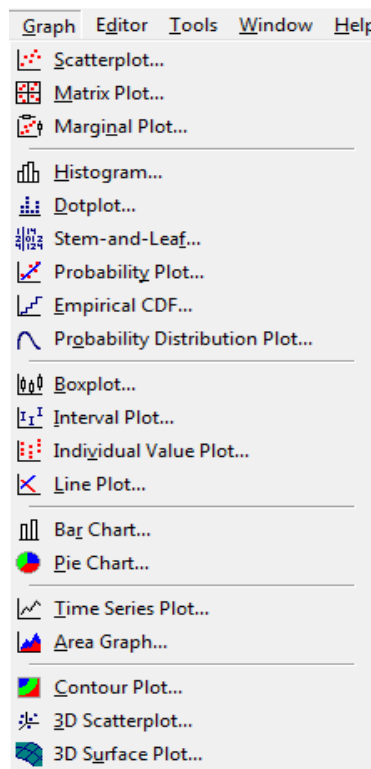 Graph Editor Tools Window Help
Scatterplot...
Matrix Plot...
Marginal Plot...
Histogram...
Dotplot...
Stem-and-Leaf...
Probability Plot...
Empirical CDF...
Probability Distribution Plot...
Boxplot...
Interval Plot...
Individual Value Plot...
Line Plot...
Bar Chart...
Pie Chart...
Time Series Plot...
Area Graph...
Contour Plot...
3D Scatterplot...
3D Surface Plot...